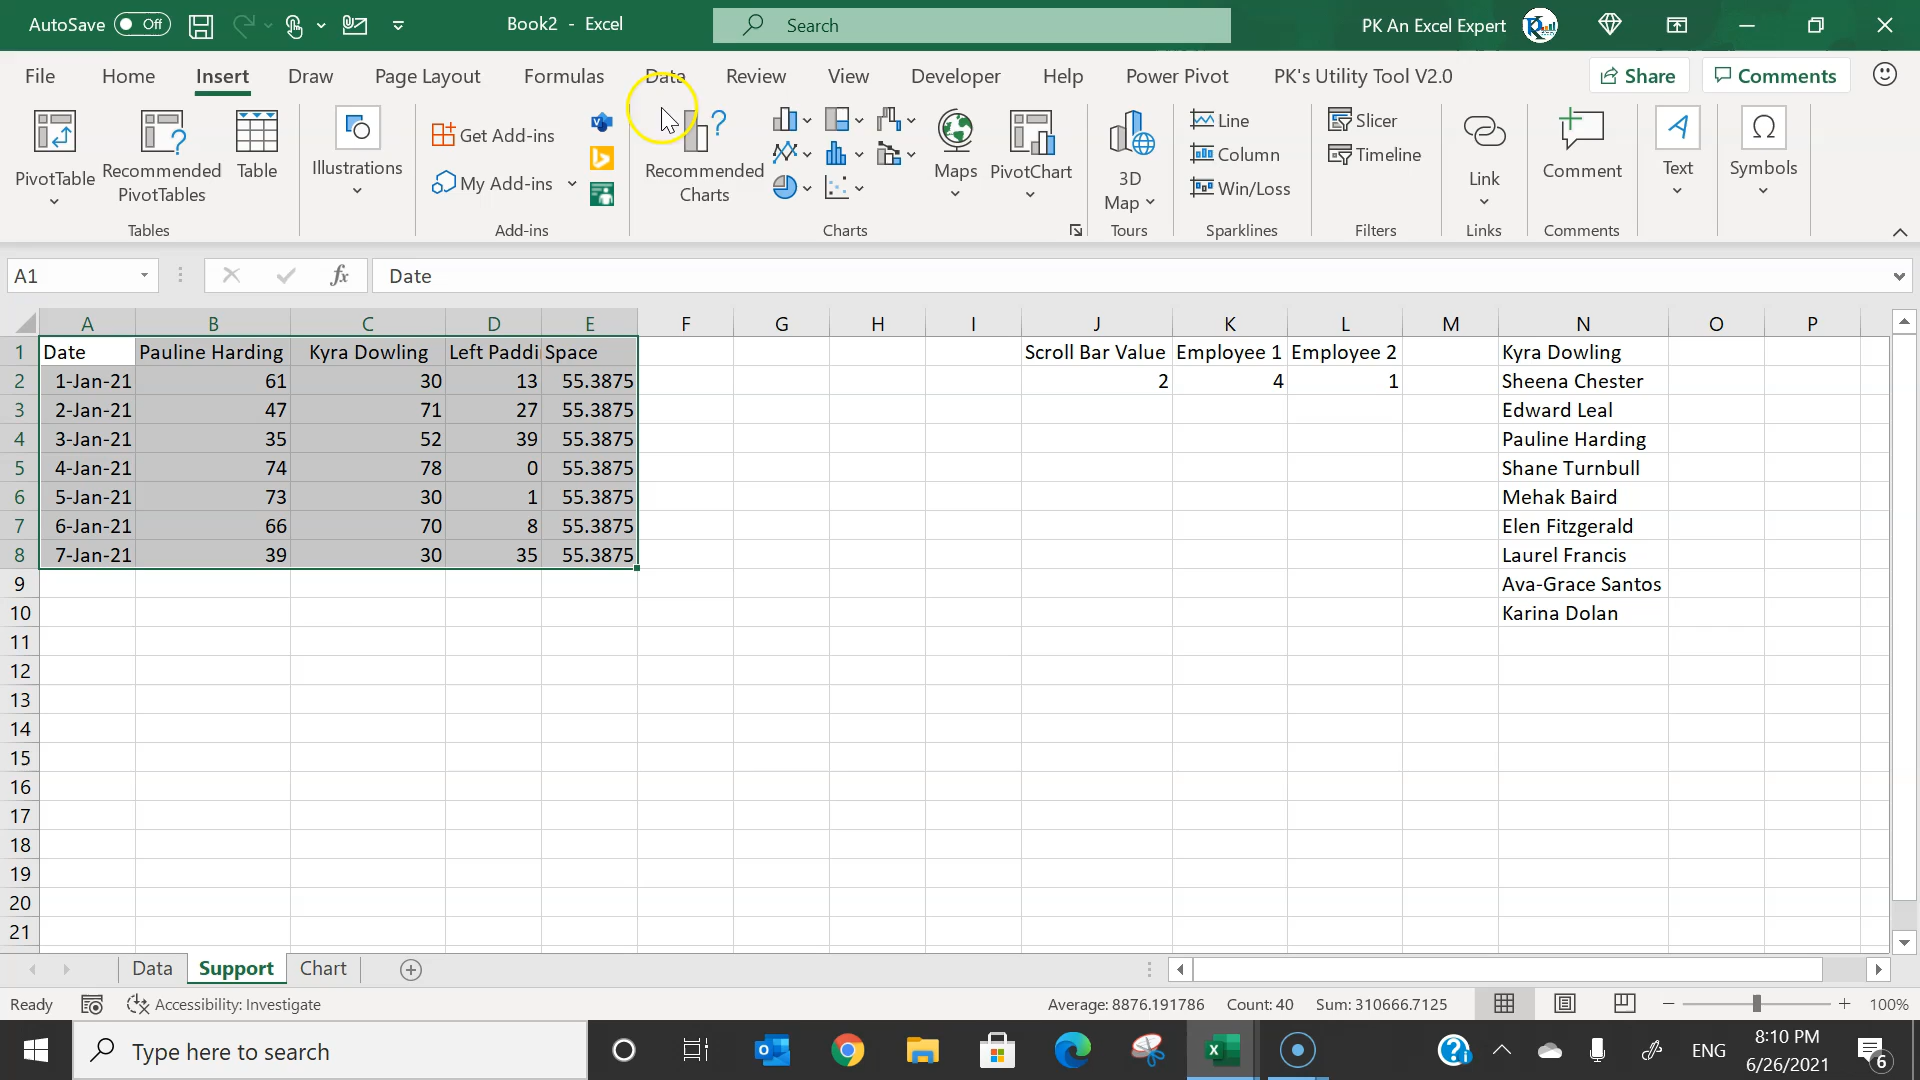 AutoSave Off Book2 - Excel Search PK An Excel Expert
File Home Insert Draw Page Layout Formulas Data Review View Developer Help Power Pivot PK's Utility Tool V2.0 Share Comments
PivotTable Recommended PivotTables Table Illustrations Get Add-ins My Add-ins Recommended Charts Maps PivotChart 3D Map Line Column Win/Loss Slicer Timeline Link Comment Text Symbols
Tables Add-ins Charts Tours Sparklines Filters Links Comments
A1 fx Date
A B C D E F G H I J K L M N O P
1 Date Pauline Harding Kyra Dowling Left Paddi Space Scroll Bar Value Employee 1 Employee 2 Kyra Dowling
2 1-Jan-21 61 30 13 55.3875 2 4 1 Sheena Chester
3 2-Jan-21 47 71 27 55.3875 Edward Leal
4 3-Jan-21 35 52 39 55.3875 Pauline Harding
5 4-Jan-21 74 78 0 55.3875 Shane Turnbull
6 5-Jan-21 73 30 1 55.3875 Mehak Baird
7 6-Jan-21 66 70 8 55.3875 Elen Fitzgerald
8 7-Jan-21 39 30 35 55.3875 Laurel Francis
9 Ava-Grace Santos
10 Karina Dolan
11
12
13
14
15
16
17
18
19
20
21
Data Support Chart
Ready Accessibility: Investigate Average: 8876.191786 Count: 40 Sum: 310666.7125 100%
Type here to search ENG 8:10 PM
6/26/2021 6